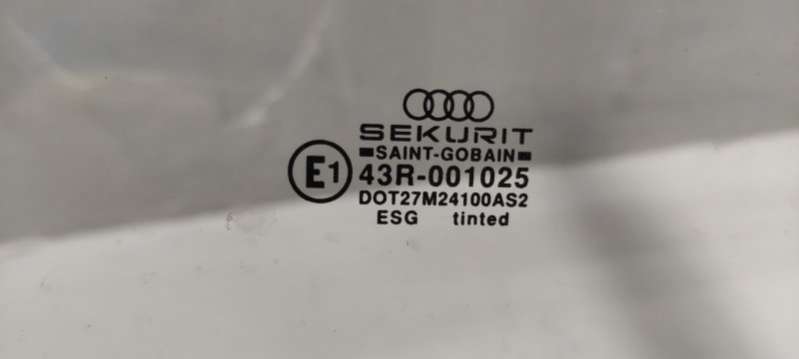 SEKURIT
SAINT-GOBAIN
E1 43R-001025
DOT27M24100AS2
ESG tinted